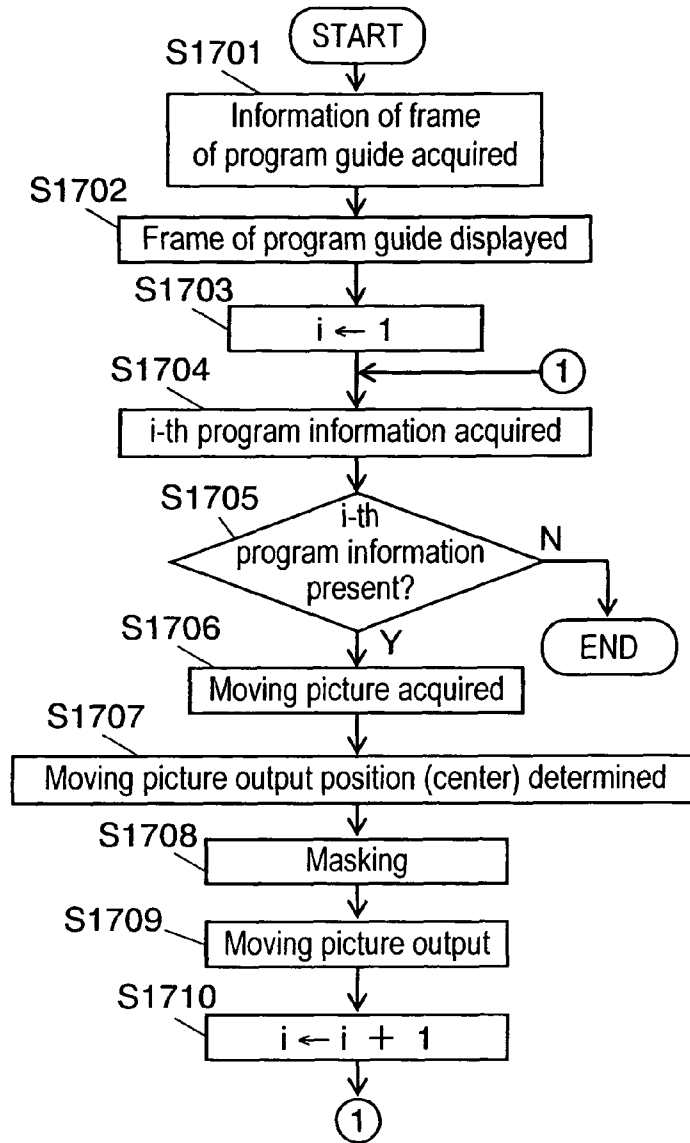 START
S1701
Information of frame
of program guide acquired
S1702
Frame of program guide displayed
S1703
i ← 1
S1704
1
i-th program information acquired
S1705
i-th
program information
present?
N
END
S1706
Y
Moving picture acquired
S1707
Moving picture output position (center) determined
S1708
Masking
S1709
Moving picture output
S1710
i ← i + 1
1